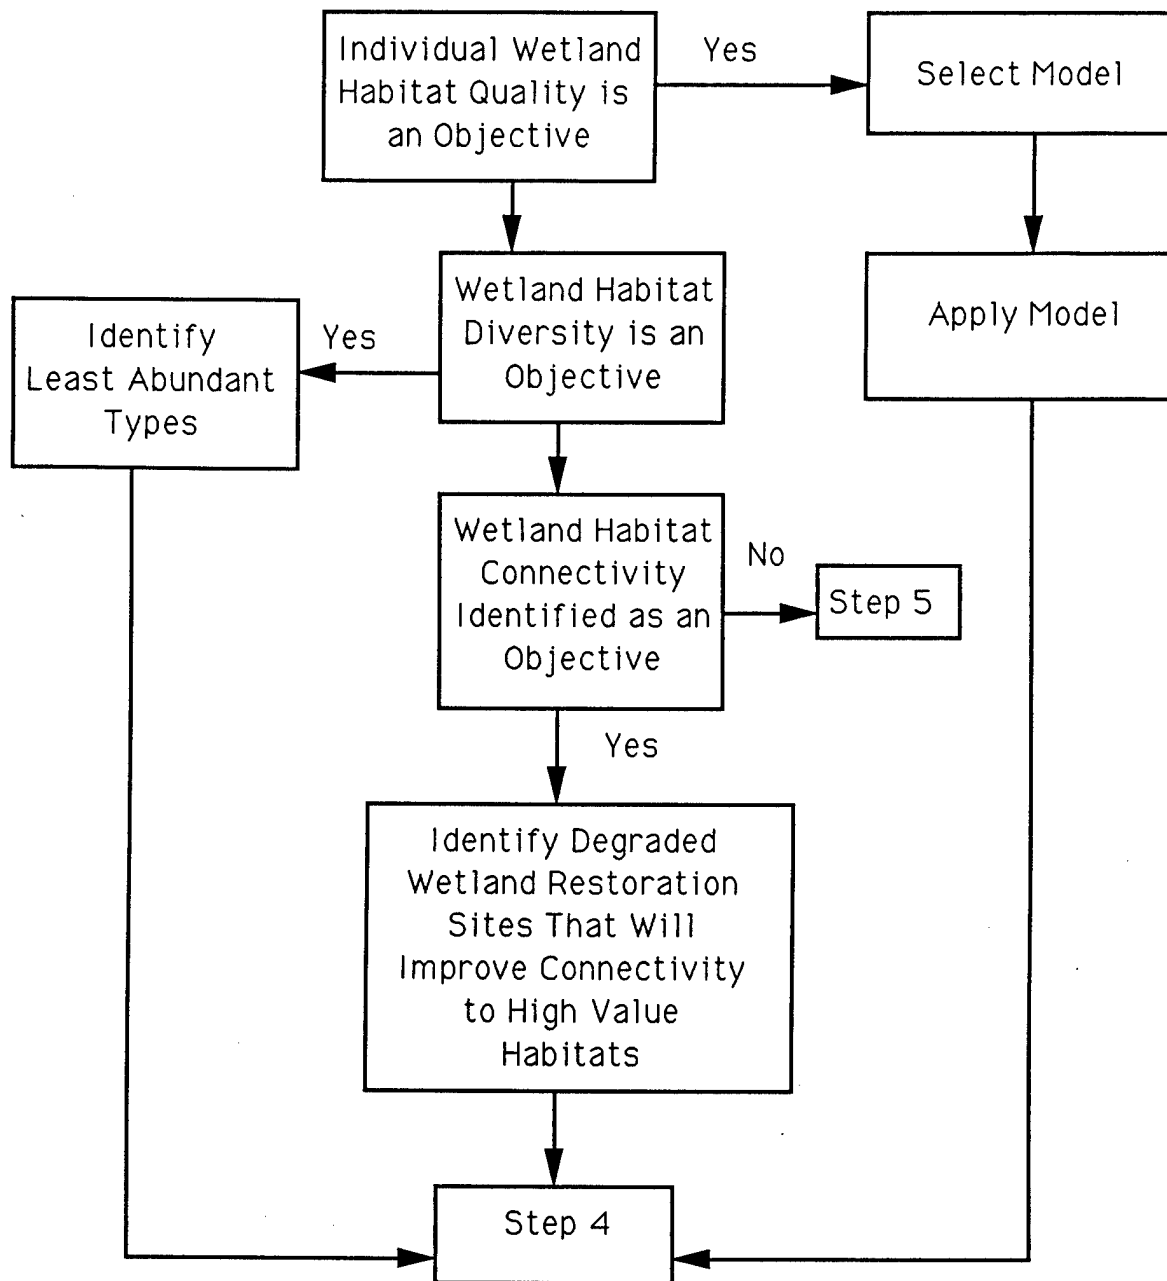 Individual Wetland
Habitat Quality is
an Objective
Yes
Select Model
Wetland Habitat
Diversity is an
Objective
Yes
Identify
Least Abundant
Types
Apply Model
Wetland Habitat
Connectivity
Identified as an
Objective
No
Step 5
Yes
Identify Degraded
Wetland Restoration
Sites That Will
Improve Connectivity
to High Value
Habitats
Step 4